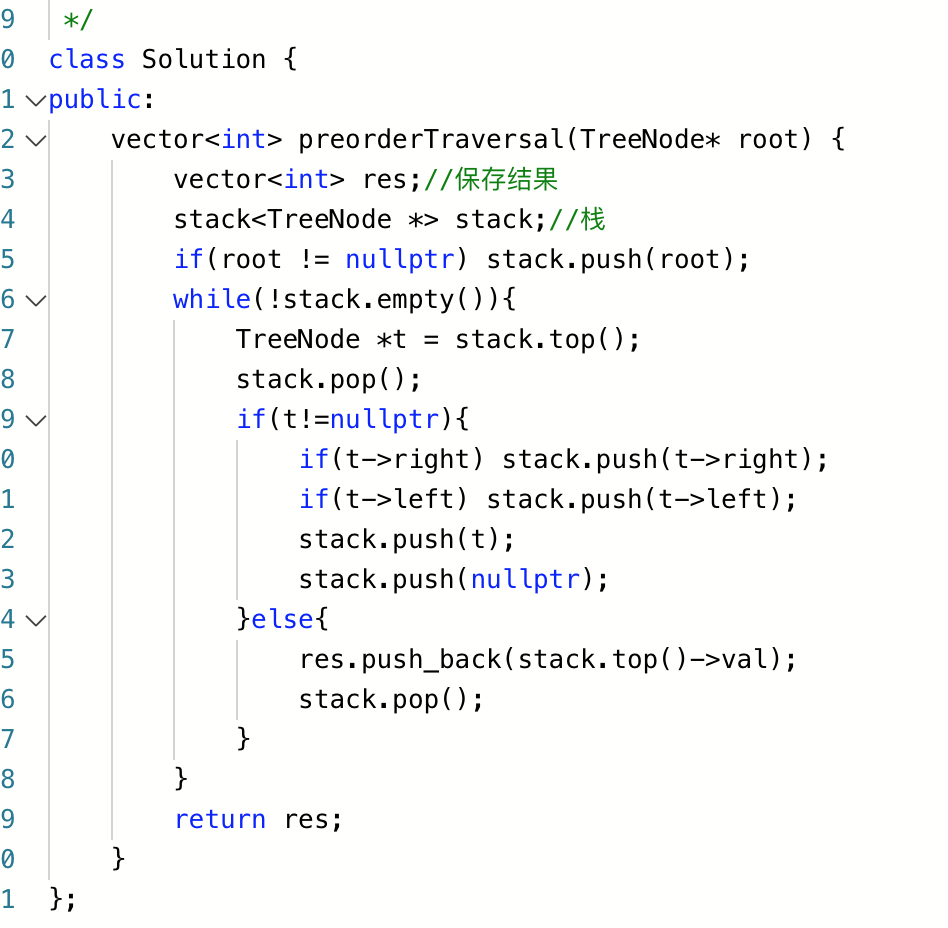 9 */
0 class Solution {
1 public:
2     vector<int> preorderTraversal(TreeNode* root) {
3         vector<int> res;//保存结果
4         stack<TreeNode *> stack;//栈
5         if(root != nullptr) stack.push(root);
6         while(!stack.empty()){
7             TreeNode *t = stack.top();
8             stack.pop();
9             if(t!=nullptr){
0                 if(t->right) stack.push(t->right);
1                 if(t->left) stack.push(t->left);
2                 stack.push(t);
3                 stack.push(nullptr);
4             }else{
5                 res.push_back(stack.top()->val);
6                 stack.pop();
7             }
8         }
9         return res;
0     }
1 };